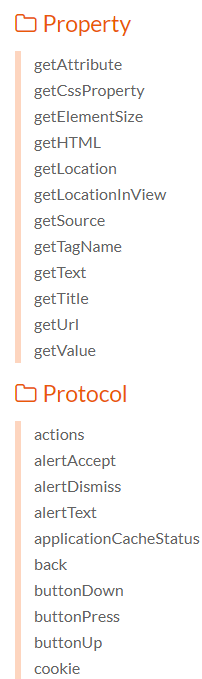 Property
getAttribute
getCssProperty
getElementSize
getHTML
getLocation
getLocationInView
getSource
getTagName
getText
getTitle
getUrl
getValue
Protocol
actions
alertAccept
alertDismiss
alertText
applicationCacheStatus
back
buttonDown
buttonPress
buttonUp
cookie